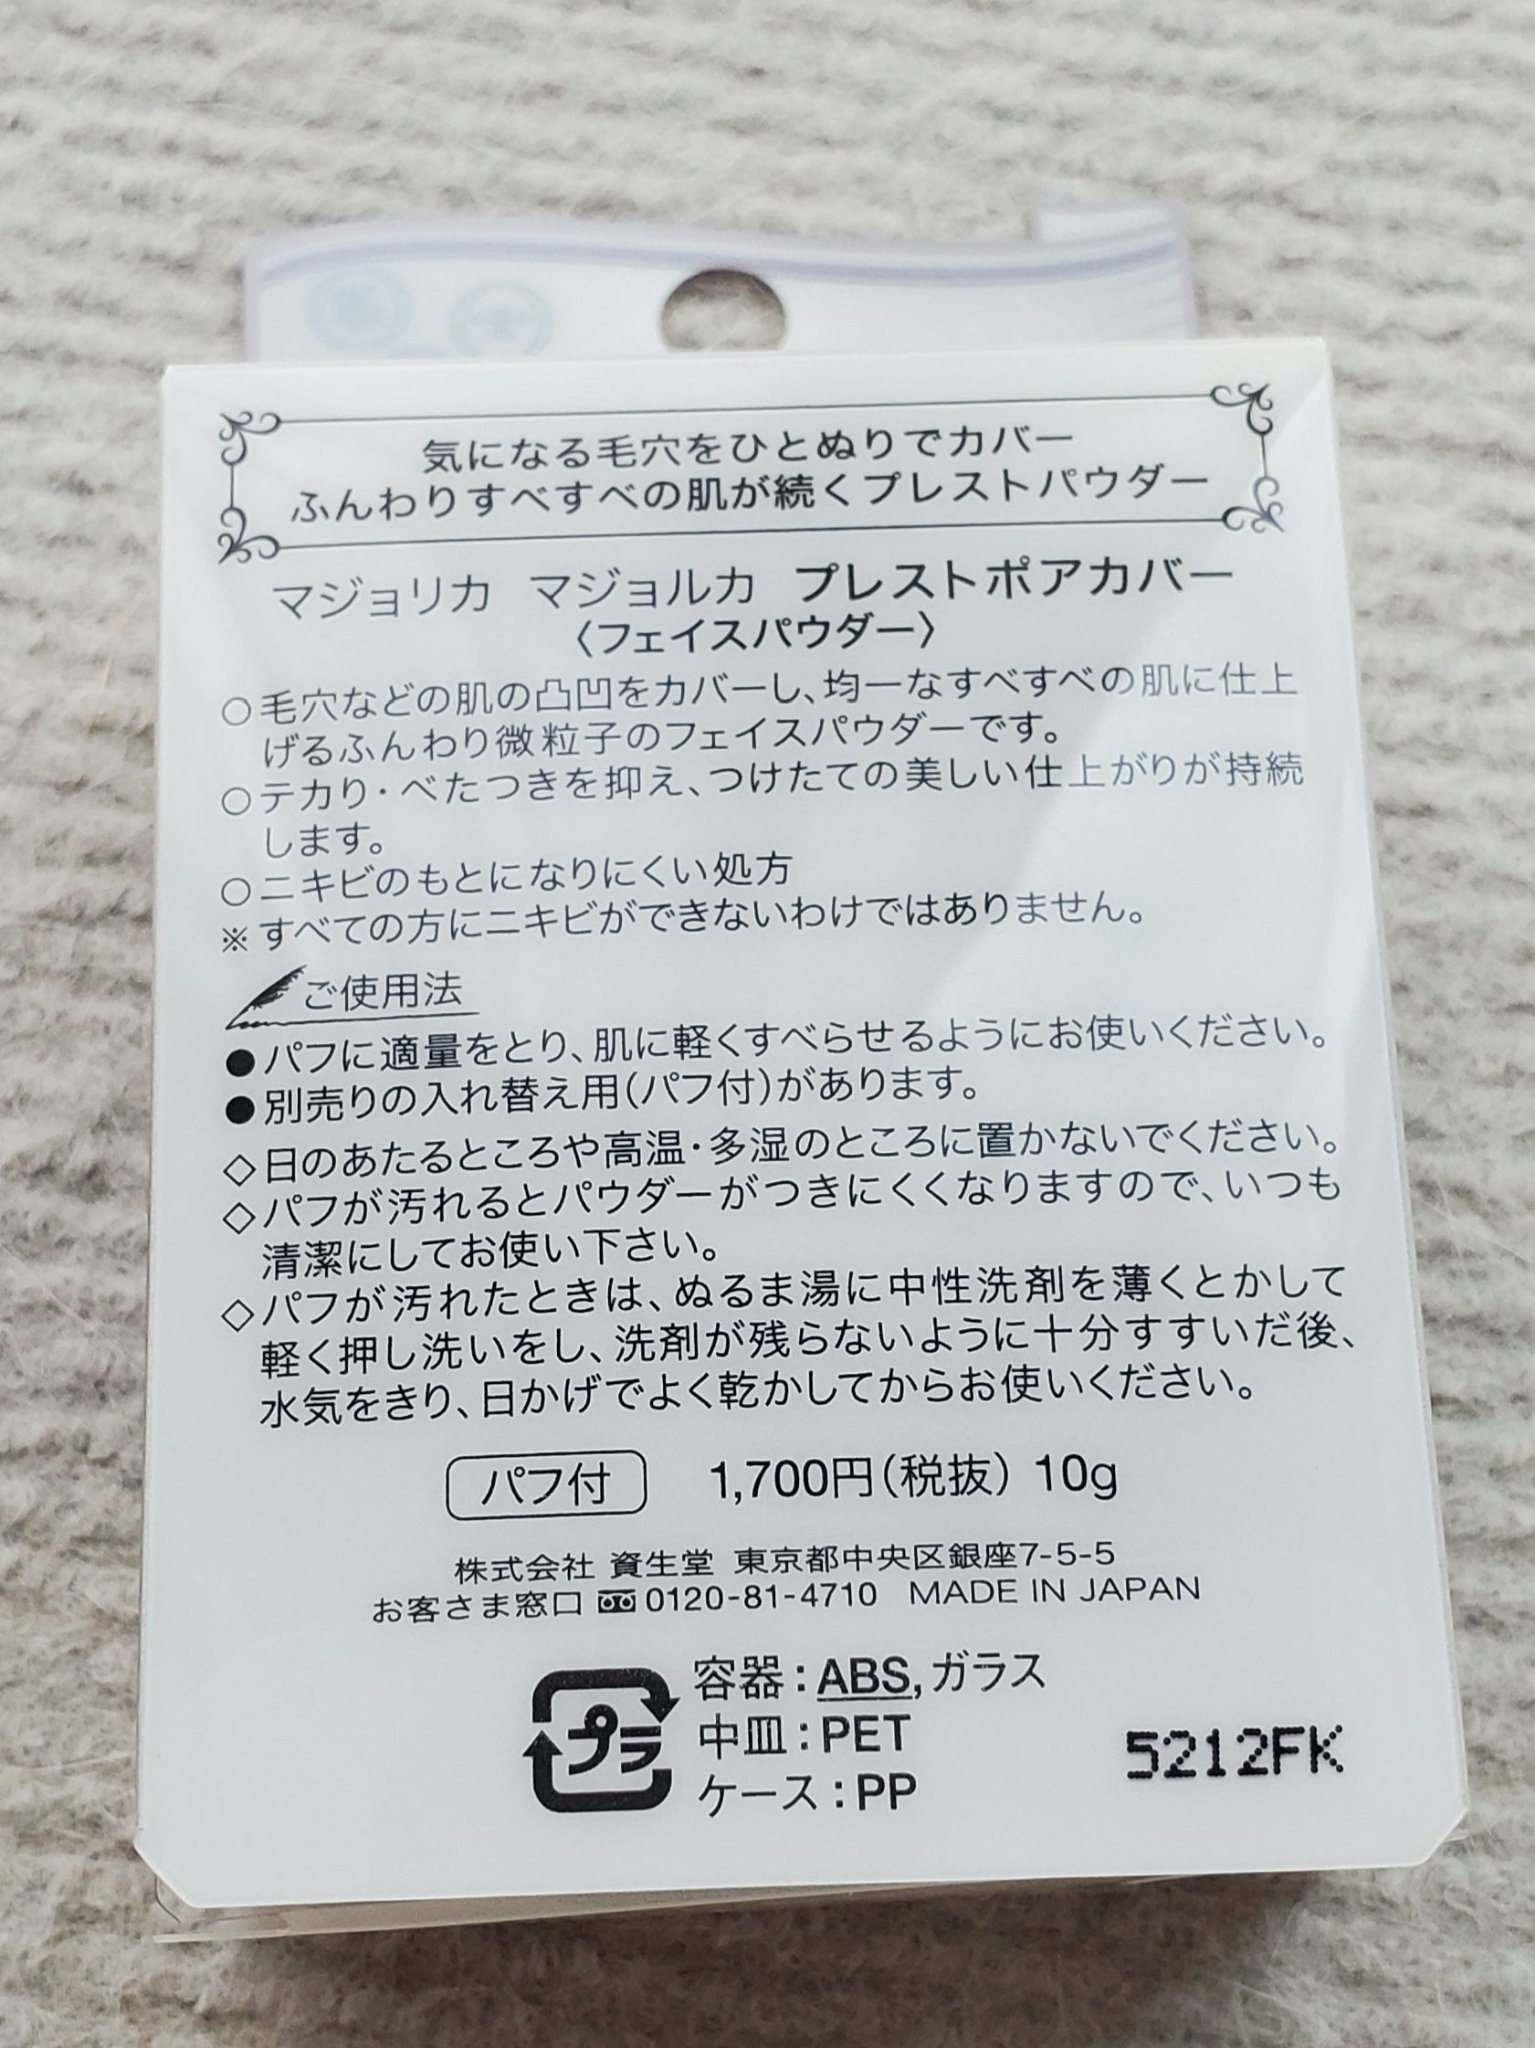 気になる毛穴をひとぬりでカバー
ふんわりすべすべの肌が続くプレストパウダー
マジョリカ マジョルカ プレストポアカバー
〈フェイスパウダー〉
○毛穴などの肌の凸凹をカバーし、均一なすべすべの肌に仕上
げるふんわり微粒子のフェイスパウダーです。
○テカリ・べたつきを抑え、つけたての美しい仕上がりが持続
します。
○ニキビのもとになりにくい処方
※すべての方にニキビができないわけではありません。
ご使用法
●パフに適量をとり、肌に軽くすべらせるようにお使いください。
●別売りの入れ替え用(パフ付)があります。
◇日のあたるところや高温・多湿のところに置かないでください。
◇パフが汚れるとパウダーがつきにくくなりますので、いつも
清潔にしてお使い下さい。
◇パフが汚れたときは、ぬるま湯に中性洗剤を薄くとかして
軽く押し洗いをし、洗剤が残らないように十分すすいだ後、
水気をきり、日かげでよく乾かしてからお使いください。
パフ付 1,700円(税抜) 10g
株式会社 資生堂 東京都中央区銀座7-5-5
お客さま窓口 0120-81-4710 MADE IN JAPAN
プラ
容器:ABS,ガラス
中皿:PET
ケース:PP
5212FK